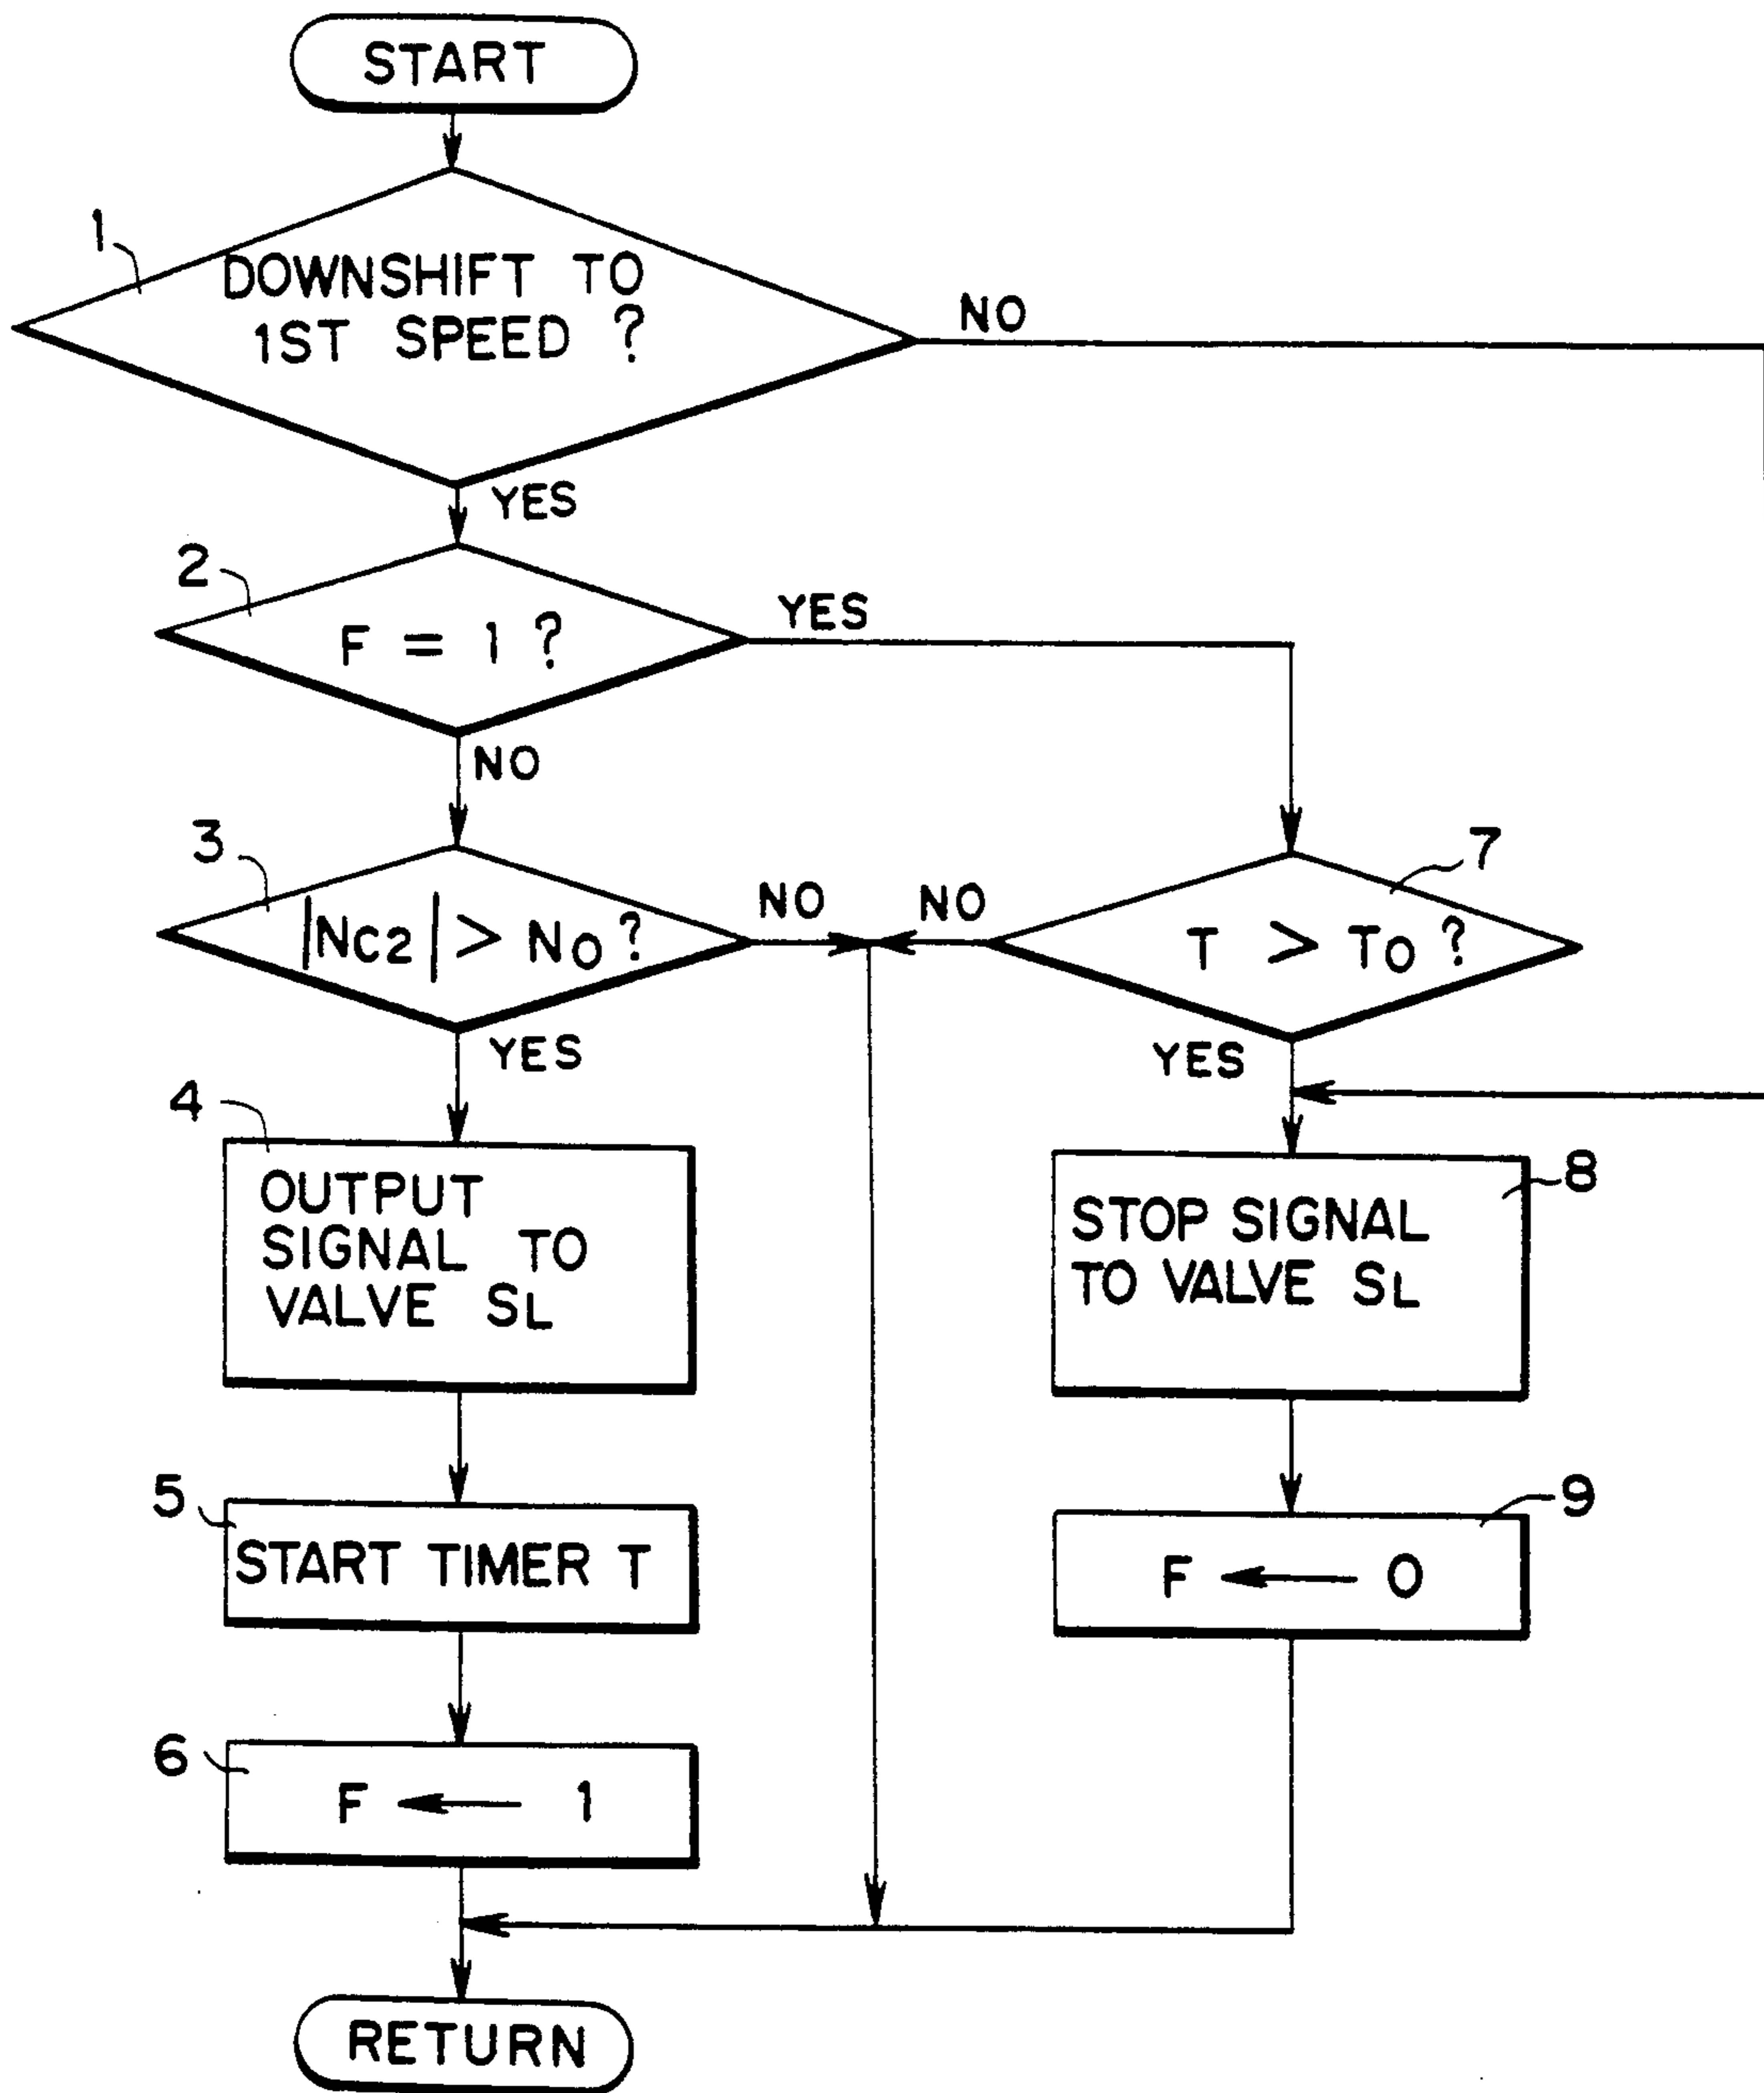 START
1
DOWNSHIFT TO
1ST SPEED ?
NO
YES
2
F = 1 ?
YES
NO
3
|NC2| > NO ?
NO
NO
7
T > TO ?
YES
YES
4
OUTPUT
SIGNAL TO
VALVE SL
8
STOP SIGNAL
TO VALVE SL
5
START TIMER T
9
F ← 0
6
F ← 1
RETURN